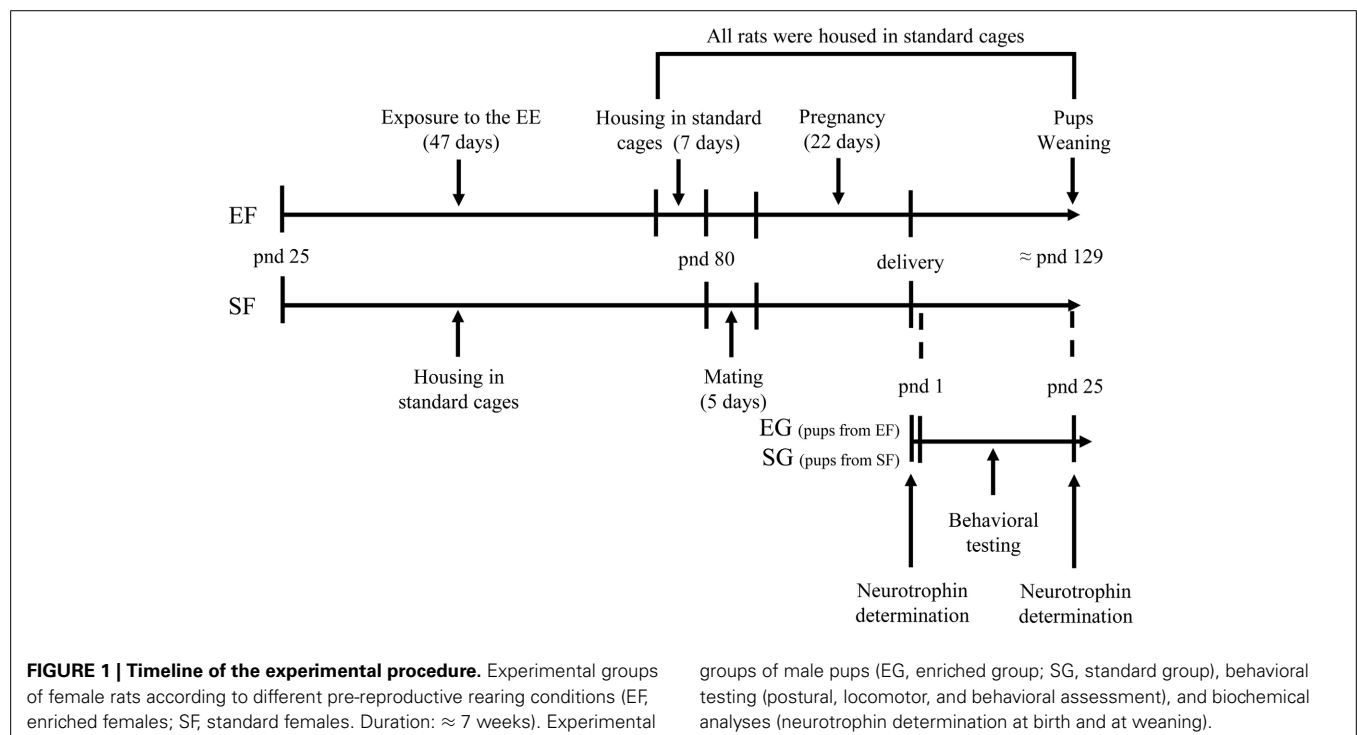 All rats were housed in standard cages
Exposure to the EE
(47 days)
Housing in standard
cages (7 days)
Pregnancy
(22 days)
Pups
Weaning
EF
pnd 25
pnd 80
delivery
≈ pnd 129
SF
Housing in
standard cages
Mating
(5 days)
pnd 1
pnd 25
EG (pups from EF)
SG (pups from SF)
Behavioral
testing
Neurotrophin
determination
Neurotrophin
determination
FIGURE 1 | Timeline of the experimental procedure. Experimental groups
of female rats according to different pre-reproductive rearing conditions (EF,
enriched females; SF, standard females. Duration: ≈ 7 weeks). Experimental
groups of male pups (EG, enriched group; SG, standard group), behavioral
testing (postural, locomotor, and behavioral assessment), and biochemical
analyses (neurotrophin determination at birth and at weaning).